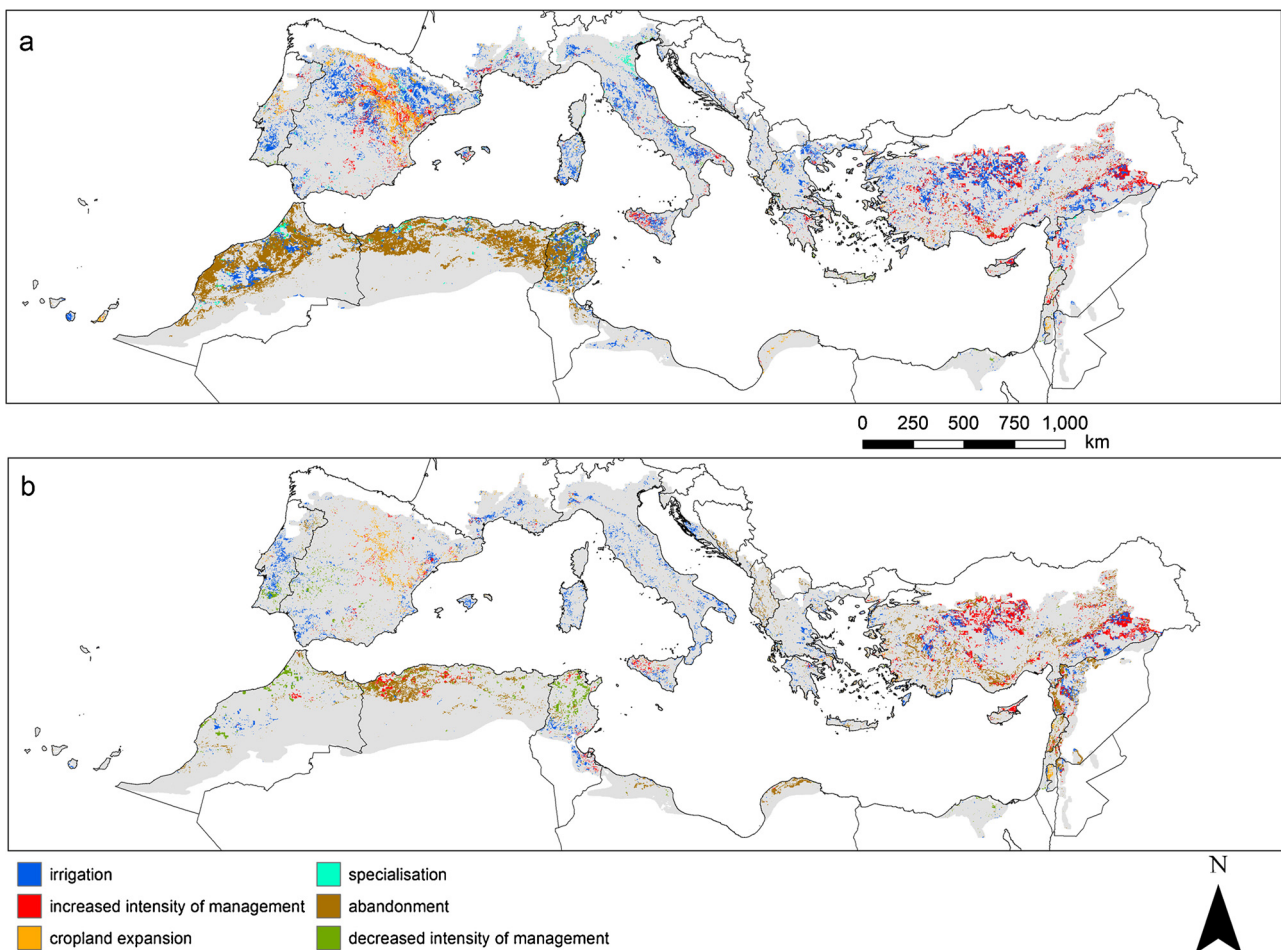 a
0 250 500 750 1,000
km
b
irrigation
specialisation
increased intensity of management
abandonment
cropland expansion
decreased intensity of management
N